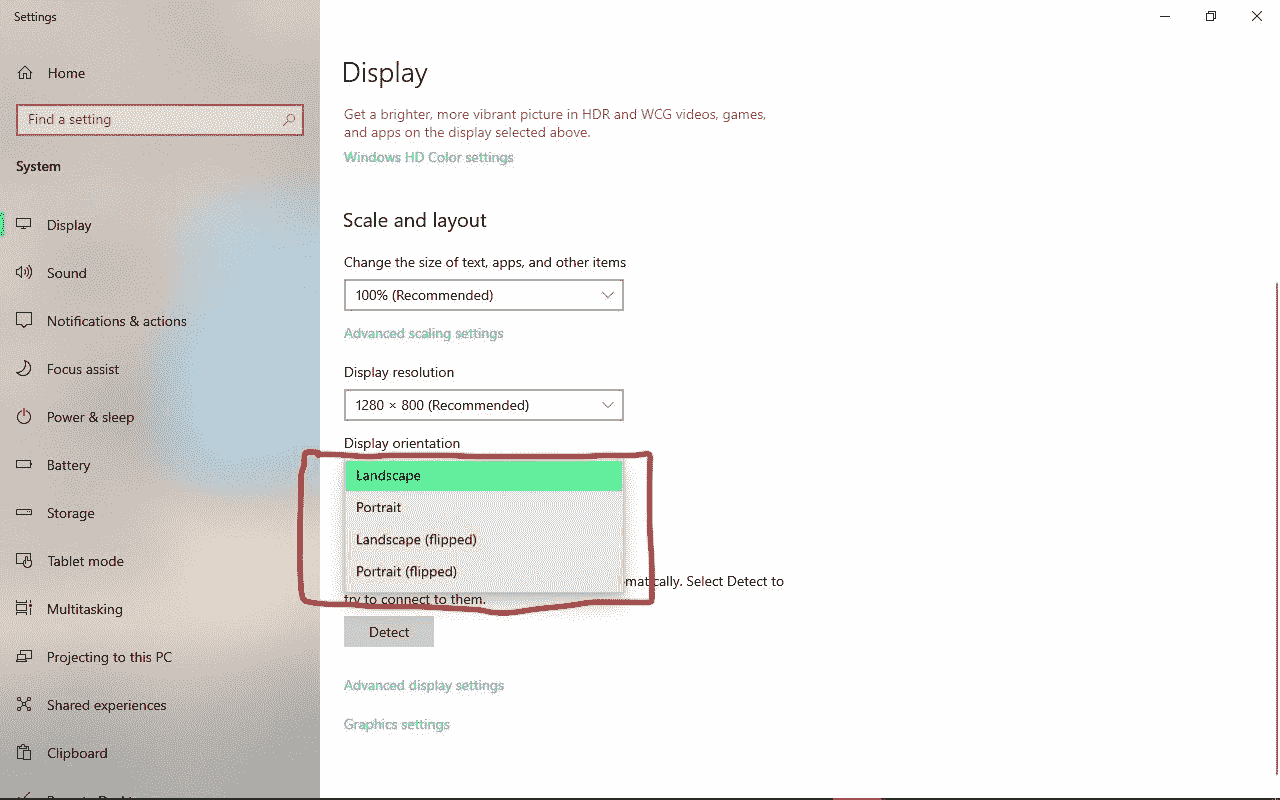 Settings
Home
Find a setting
System
Display
Sound
Notifications & actions
Focus assist
Power & sleep
Battery
Storage
Tablet mode
Multitasking
Projecting to this PC
Shared experiences
Clipboard
Display
Get a brighter, more vibrant picture in HDR and WCG videos, games,
and apps on the display selected above.
Windows HD Color settings
Scale and layout
Change the size of text, apps, and other items
100% (Recommended)
Advanced scaling settings
Display resolution
1280 × 800 (Recommended)
Display orientation
Landscape
Portrait
Landscape (flipped)
Portrait (flipped)
Select Detect to
try to connect to them.
Detect
Advanced display settings
Graphics settings